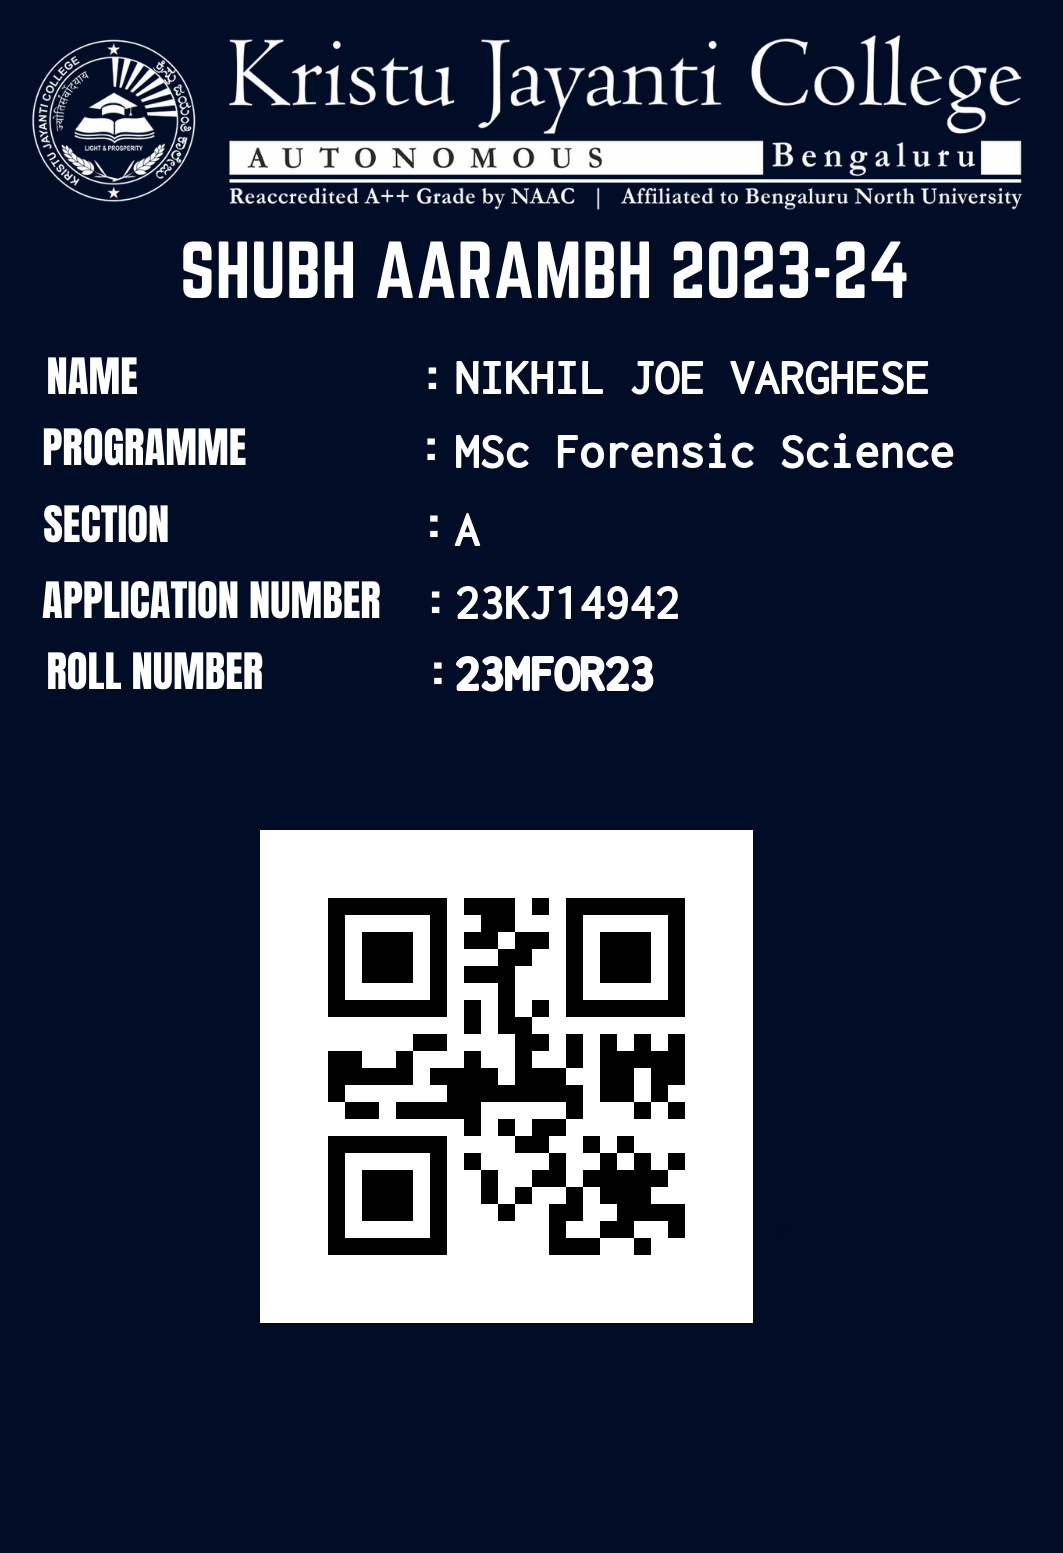 Kristu Jayanti College
AUTONOMOUS Bengaluru
Reaccredited A++ Grade by NAAC | Affiliated to Bengaluru North University
KRISTU JAYANTI COLLEGE
LIGHT & PROSPERITY
SHUBH AARAMBH 2023-24
NAME : NIKHIL JOE VARGHESE
PROGRAMME : MSc Forensic Science
SECTION : A
APPLICATION NUMBER : 23KJ14942
ROLL NUMBER : 23MFOR23